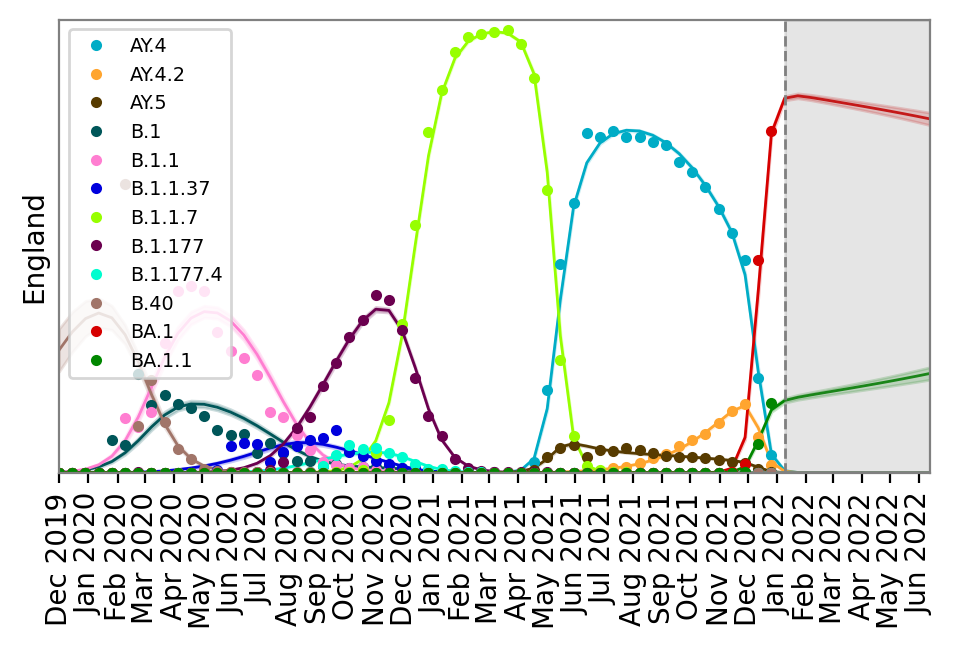 England
AY.4
AY.4.2
AY.5
B.1
B.1.1
B.1.1.37
B.1.1.7
B.1.177
B.1.177.4
B.40
BA.1
BA.1.1
Dec 2019
Jan 2020
Feb 2020
Mar 2020
Apr 2020
May 2020
Jun 2020
Jul 2020
Aug 2020
Sep 2020
Oct 2020
Nov 2020
Dec 2020
Jan 2021
Feb 2021
Mar 2021
Apr 2021
May 2021
Jun 2021
Jul 2021
Aug 2021
Sep 2021
Oct 2021
Nov 2021
Dec 2021
Jan 2022
Feb 2022
Mar 2022
Apr 2022
May 2022
Jun 2022